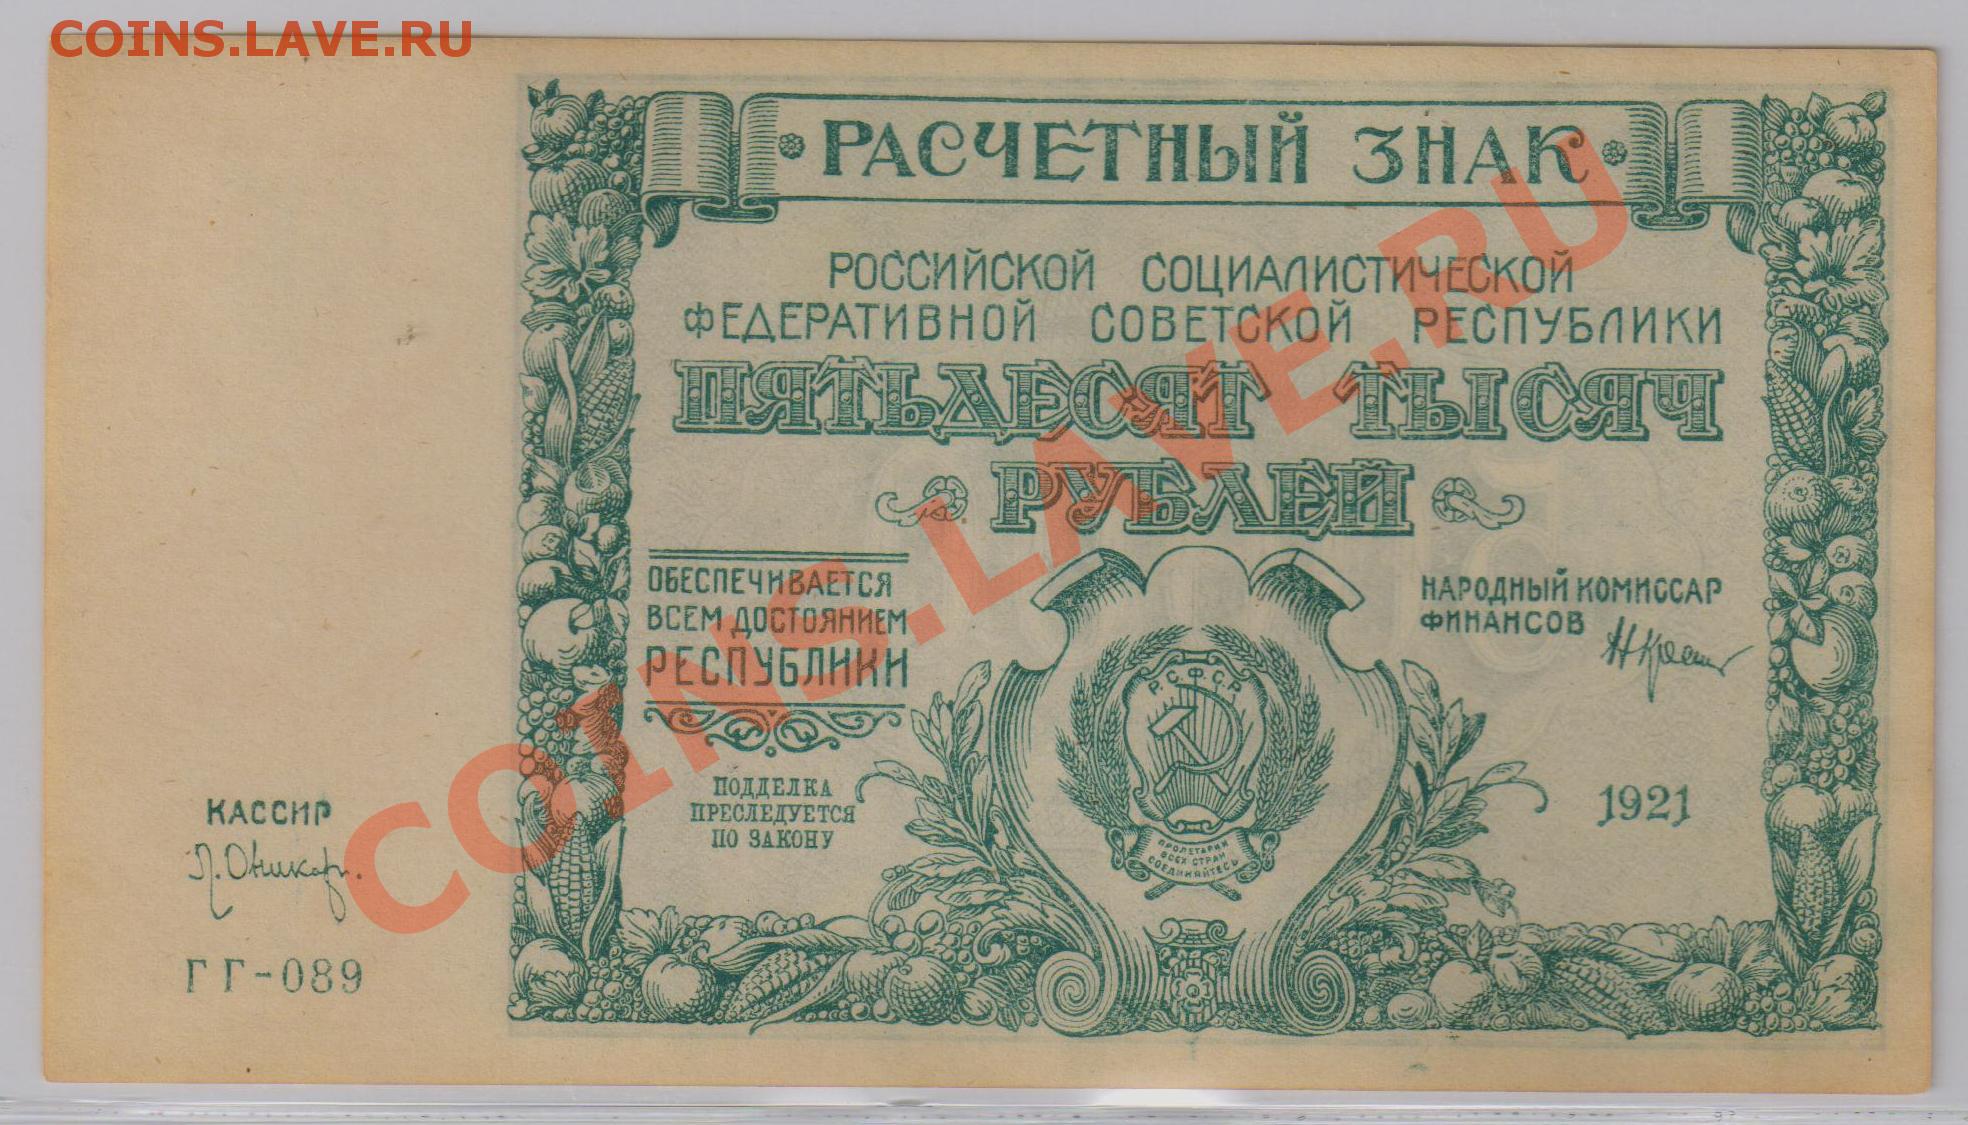 COINS.LAVE.RU
РАСЧЕТНЫЙ ЗНАК
РОССИЙСКОЙ СОЦИАЛИСТИЧЕСКОЙ
ФЕДЕРАТИВНОЙ СОВЕТСКОЙ РЕСПУБЛИКИ
ПЯТЬДЕСЯТ ТЫСЯЧ
РУБЛЕЙ
ОБЕСПЕЧИВАЕТСЯ
ВСЕМ ДОСТОЯНИЕМ
РЕСПУБЛИКИ
НАРОДНЫЙ КОМИССАР
ФИНАНСОВ
Р.С.Ф.С.Р.
ПРОЛЕТАРИИ
ВСЕХ СТРАН
СОЕДИНЯЙТЕСЬ
ПОДДЕЛКА
ПРЕСЛЕДУЕТСЯ
ПО ЗАКОНУ
1921
КАССИР
ГГ-089
COINS.LAVE.RU